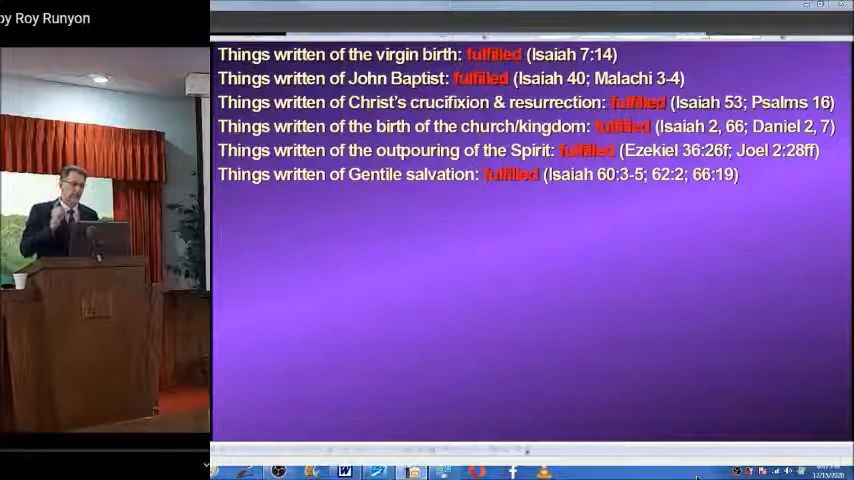 by Roy Runyon
Things written of the virgin birth: fulfilled (Isaiah 7:14)
Things written of John Baptist: fulfilled (Isaiah 40; Malachi 3-4)
Things written of Christ's crucifixion & resurrection: fulfilled (Isaiah 53; Psalms 16)
Things written of the birth of the church/kingdom: fulfilled (Isaiah 2, 66; Daniel 2, 7)
Things written of the outpouring of the Spirit: fulfilled (Ezekiel 36:26f; Joel 2:28ff)
Things written of Gentile salvation: fulfilled (Isaiah 60:3-5; 62:2; 66:19)